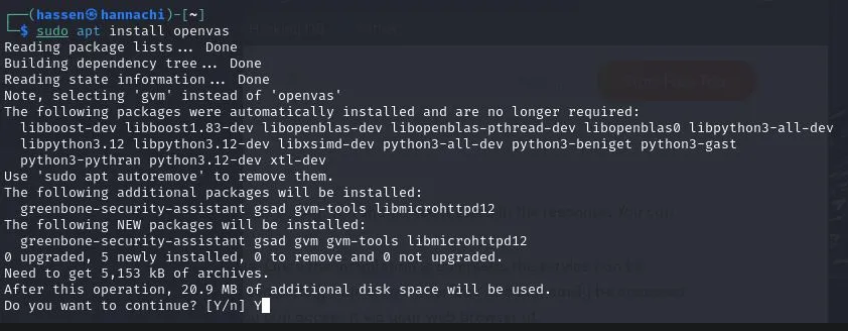 (hassen㉿hannachi)-[~]
$ sudo apt install openvas
Reading package lists... Done
Building dependency tree... Done
Reading state information... Done
Note, selecting 'gvm' instead of 'openvas'
The following packages were automatically installed and are no longer required:
libboost-dev libboost1.83-dev libopenblas-dev libopenblas-pthread-dev libopenblas0 libpython3-all-dev
libpython3.12 libpython3.12-dev libxsimd-dev python3-all-dev python3-beniget python3-gast
python3-pythran python3.12-dev xtl-dev
Use 'sudo apt autoremove' to remove them.
The following additional packages will be installed:
greenbone-security-assistant gsad gvm-tools libmicrohttpd12
The following NEW packages will be installed:
greenbone-security-assistant gsad gvm gvm-tools libmicrohttpd12
0 upgraded, 5 newly installed, 0 to remove and 0 not upgraded.
Need to get 5,153 kB of archives.
After this operation, 20.9 MB of additional disk space will be used.
Do you want to continue? [Y/n] Y